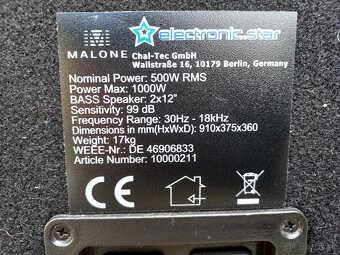 MALONE
electronic.star
Chal-Tec GmbH
Wallstraße 16, 10179 Berlin, Germany
Nominal Power: 500W RMS
Power Max: 1000W
BASS Speaker: 2x12"
Sensitivity: 99 dB
Frequency Range: 30Hz - 18kHz
Dimensions in mm(HxWxD): 910x375x360
Weight: 17kg
WEEE-Nr: DE 46906833
Article Number: 10000211
CE